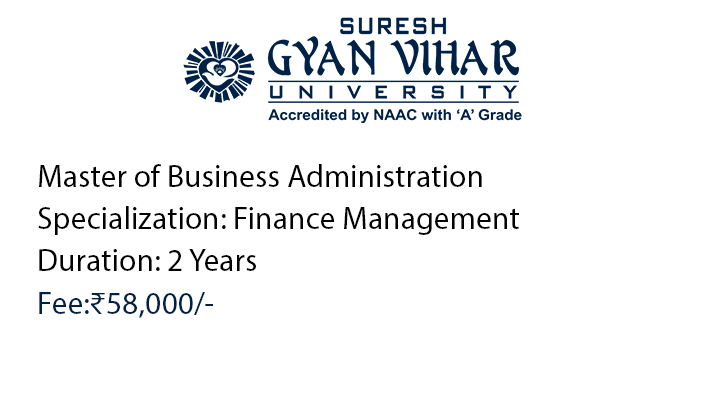 SURESH
GYAN VIHAR
UNIVERSITY
Accredited by NAAC with ‘A’ Grade
Master of Business Administration
Specialization: Finance Management
Duration: 2 Years
Fee:₹58,000/-